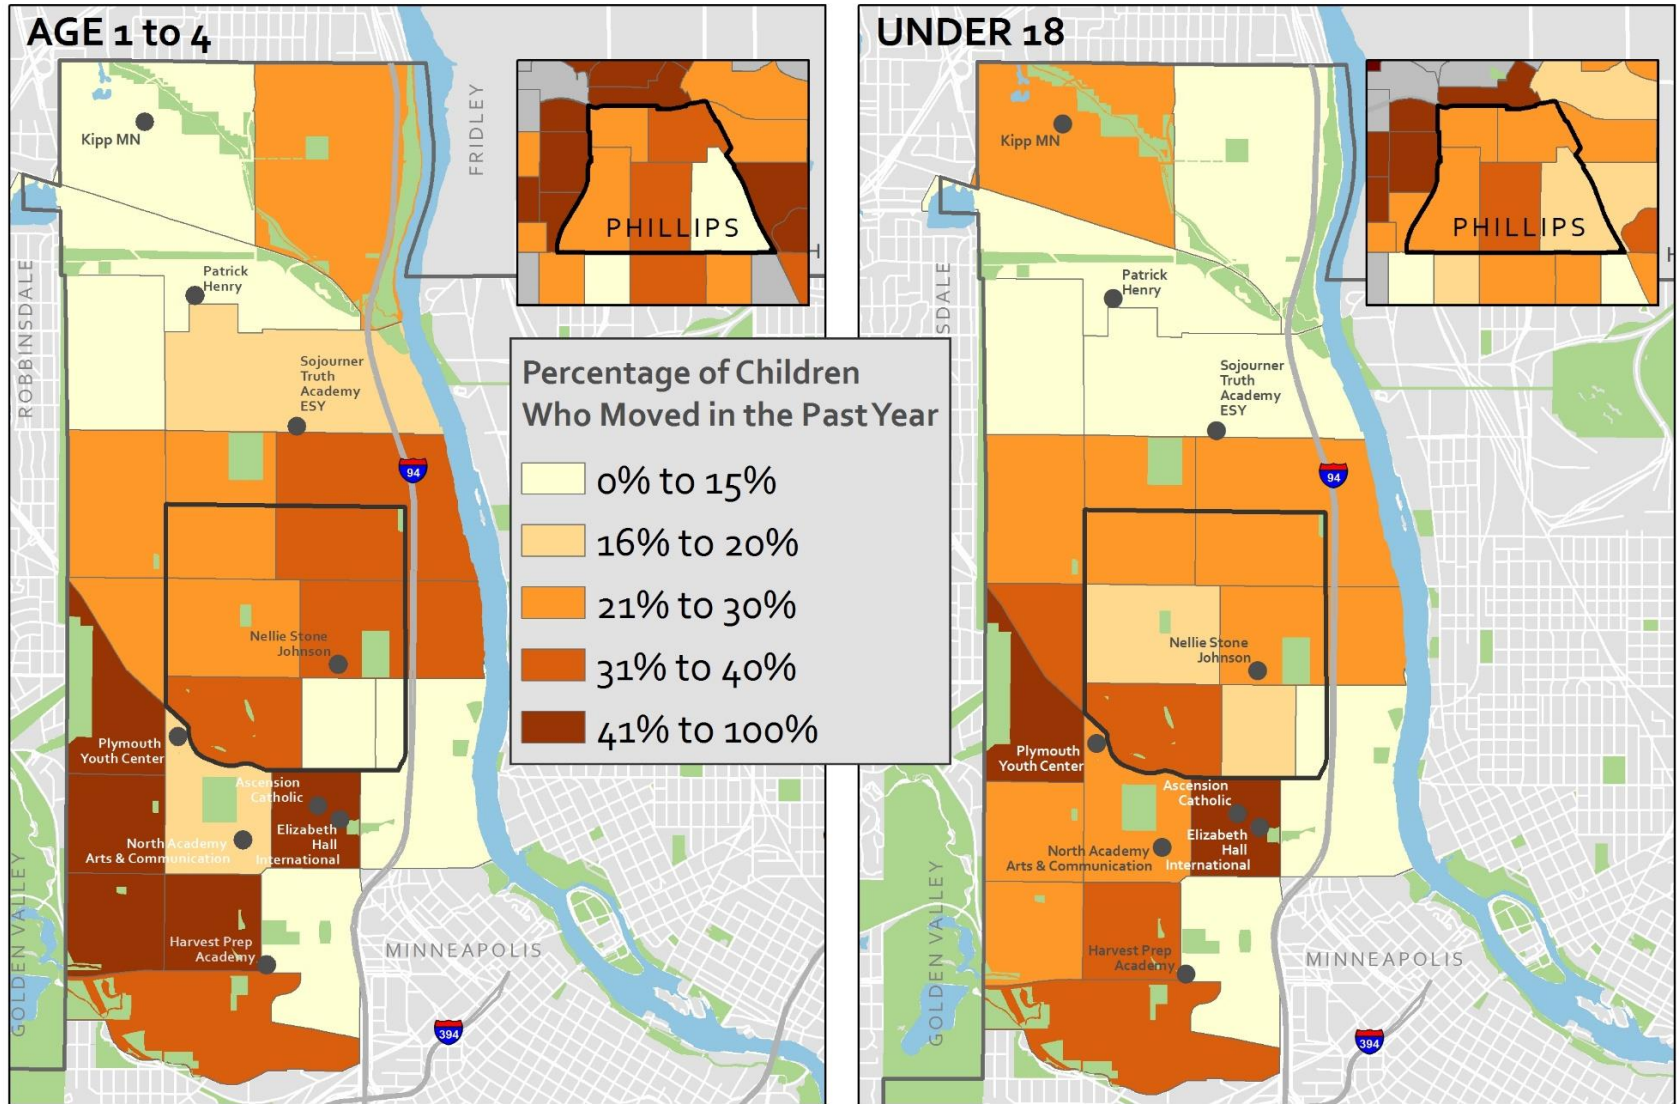 AGE 1 to 4
Kipp MN
FRIDLEY
PHILLIPS
H
ROBBINSDALE
Patrick
Henry
Sojourner
Truth
Academy
ESY
94
Nellie Stone
Johnson
Plymouth
Youth Center
Ascension
Catholic
Elizabeth
Hall
International
North Academy
Arts & Communication
Harvest Prep
Academy
GOLDEN VALLEY
MINNEAPOLIS
394
Percentage of Children
Who Moved in the Past Year
0% to 15%
16% to 20%
21% to 30%
31% to 40%
41% to 100%
UNDER 18
Kipp MN
PHILLIPS
H
SDALE
Patrick
Henry
Sojourner
Truth
Academy
ESY
94
Nellie Stone
Johnson
Plymouth
Youth Center
Ascension
Catholic
Elizabeth
Hall
International
North Academy
Arts & Communication
Harvest Prep
Academy
GOLDEN VALLEY
MINNEAPOLIS
394